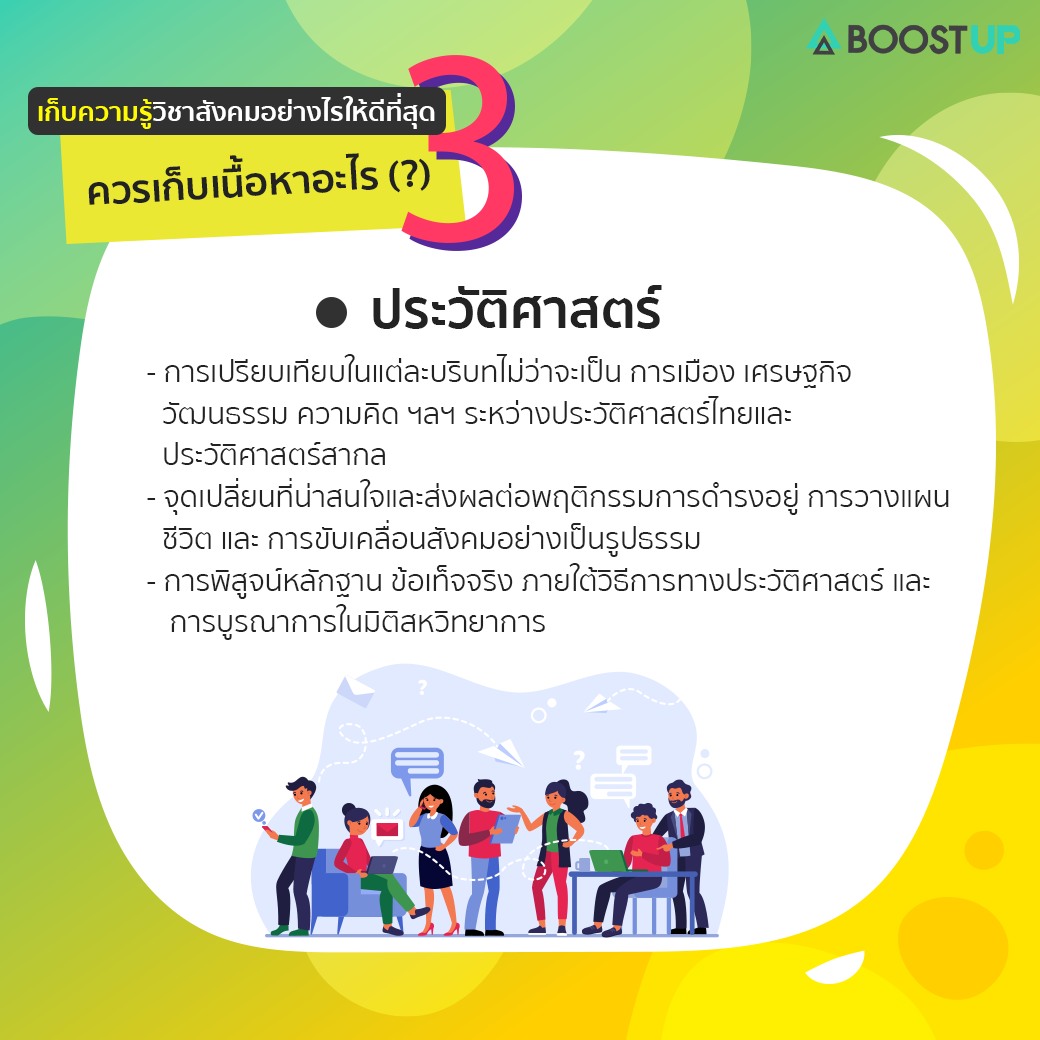 BOOSTUP
เก็บความรู้วิชาสังคมอย่างไรให้ดีที่สุด
ควรเก็บเนื้อหาอะไร (?)
3
● ประวัติศาสตร์
- การเปรียบเทียบในแต่ละบริบทไม่ว่าจะเป็น การเมือง เศรษฐกิจ
วัฒนธรรม ความคิด ฯลฯ ระหว่างประวัติศาสตร์ไทยและ
ประวัติศาสตร์สากล
- จุดเปลี่ยนที่น่าสนใจและส่งผลต่อพฤติกรรมการดำรงอยู่ การวางแผน
ชีวิต และ การขับเคลื่อนสังคมอย่างเป็นรูปธรรม
- การพิสูจน์หลักฐาน ข้อเท็จจริง ภายใต้วิธีการทางประวัติศาสตร์ และ
การบูรณาการในมิติสหวิทยาการ
?
?